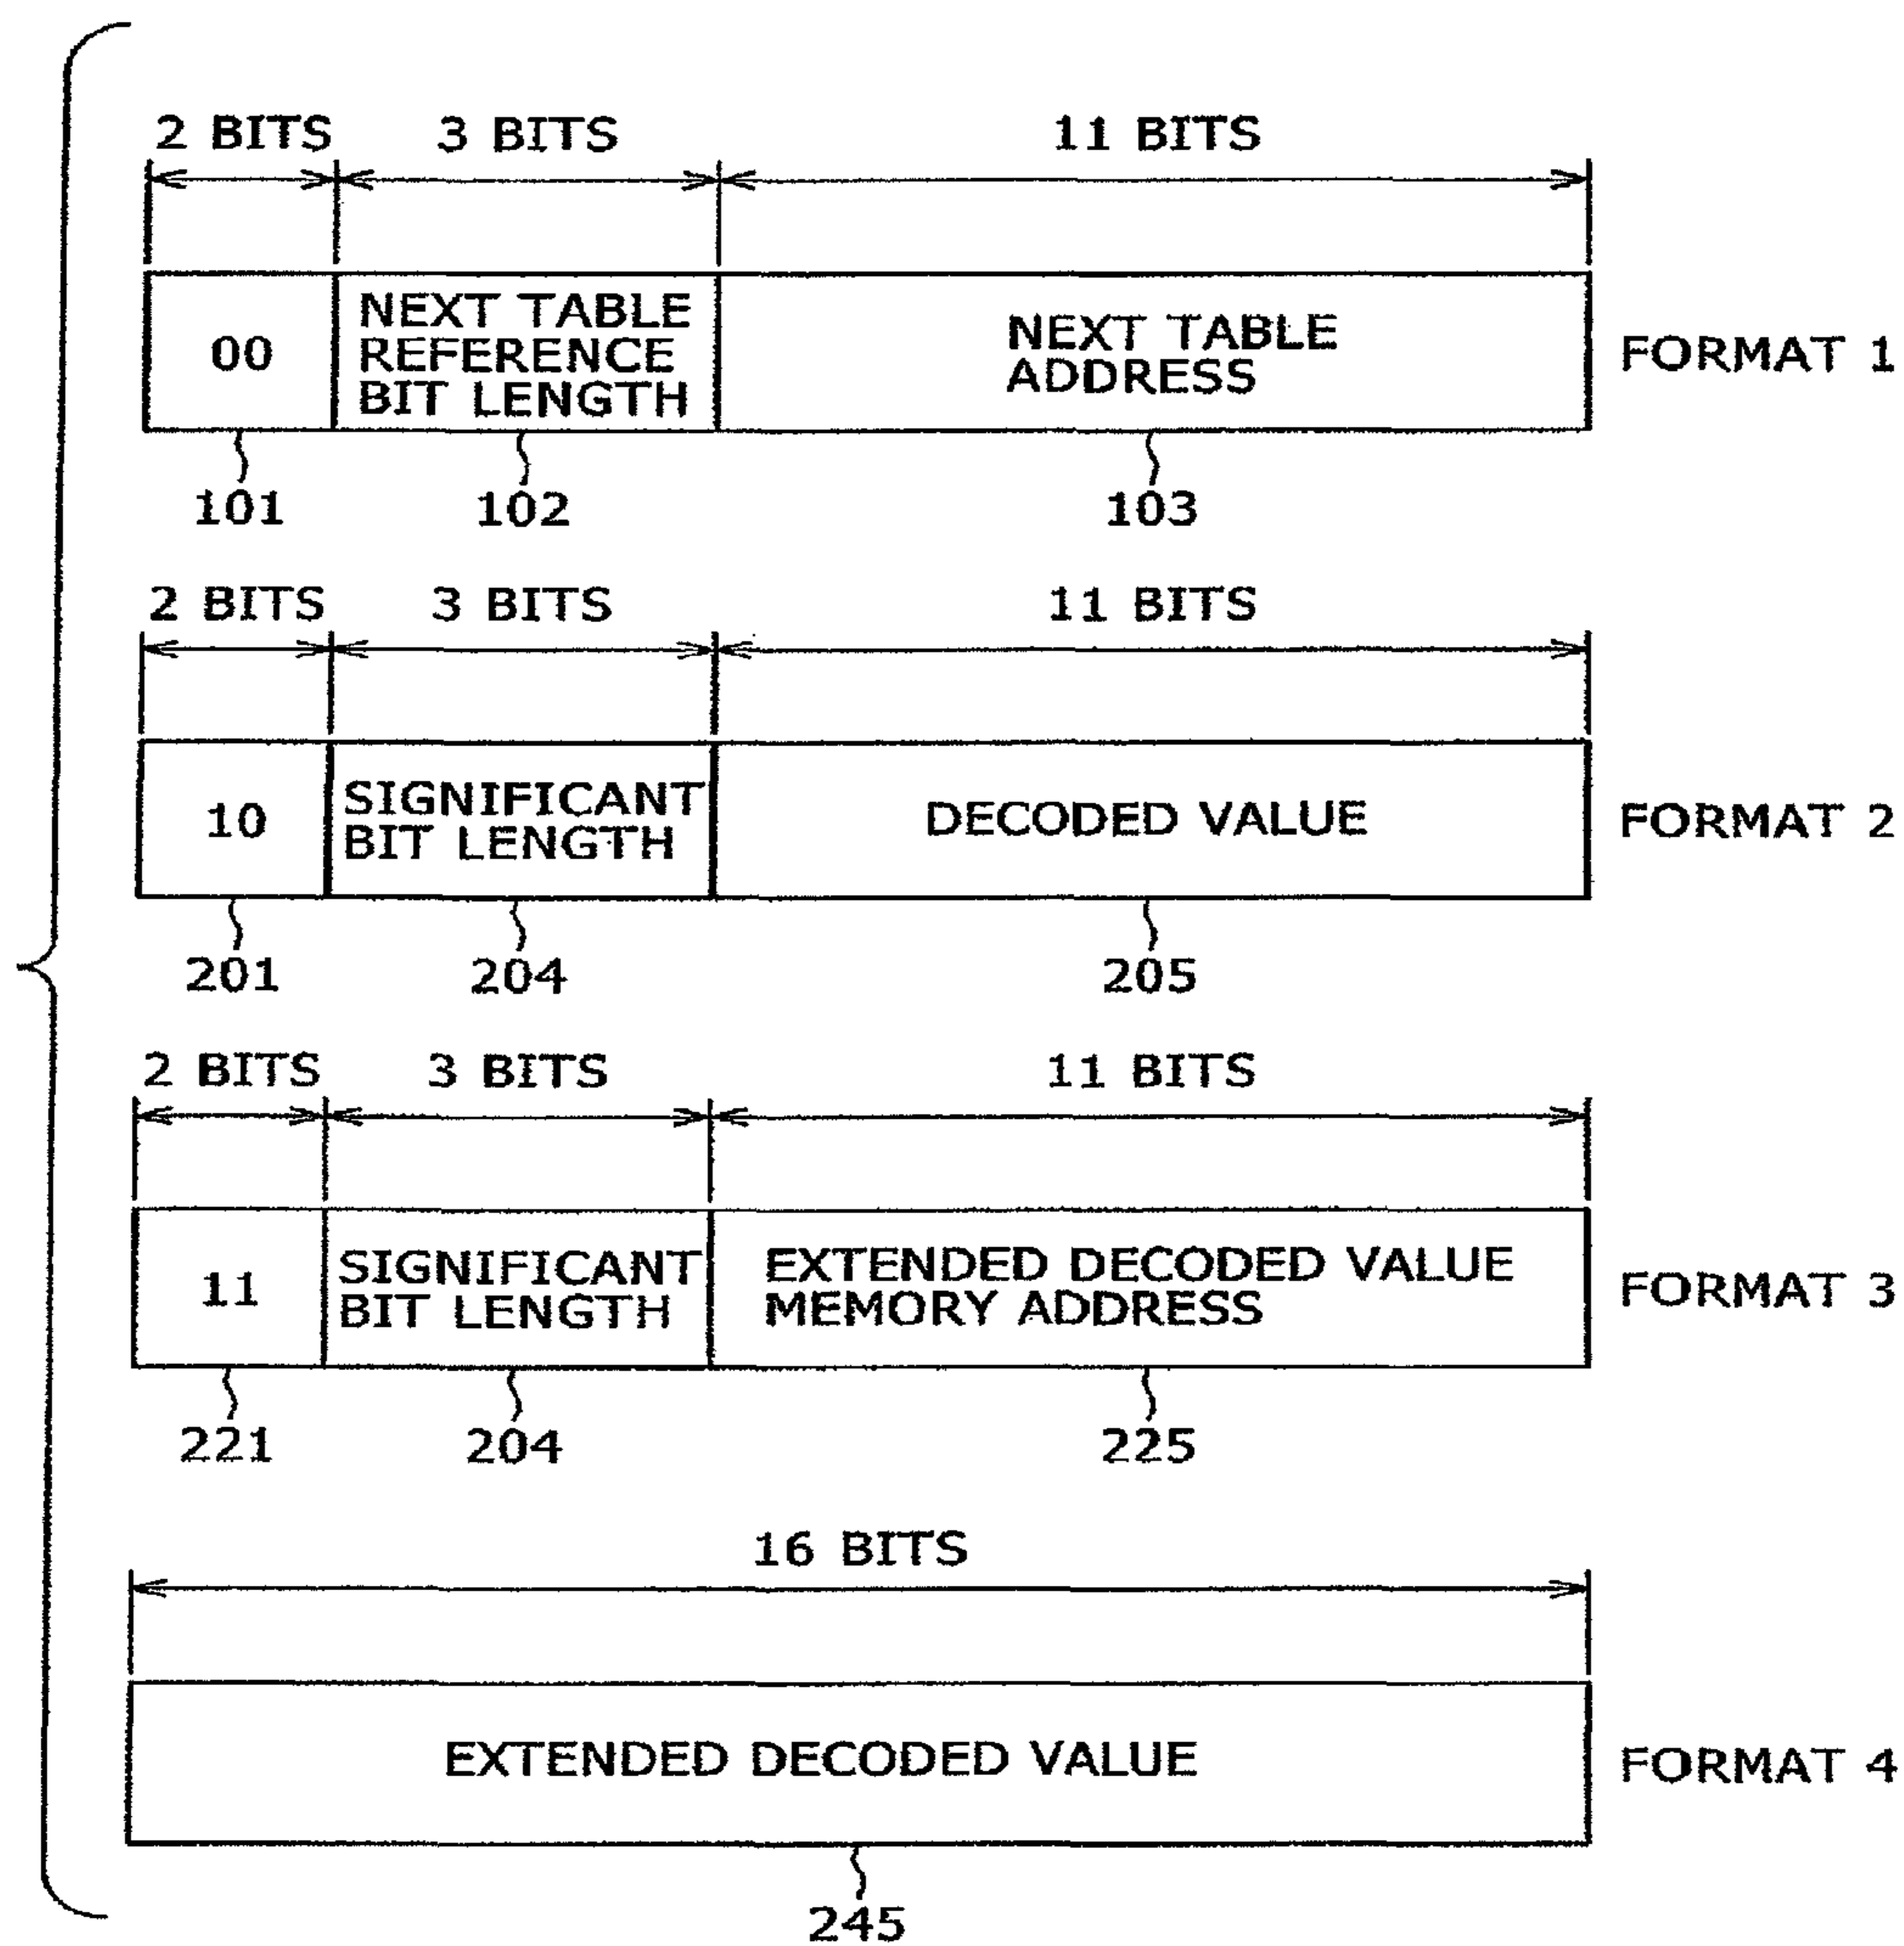 2 BITS 3 BITS 11 BITS
00
NEXT TABLE
REFERENCE
BIT LENGTH
NEXT TABLE
ADDRESS
FORMAT 1
101 102 103
2 BITS 3 BITS 11 BITS
10
SIGNIFICANT
BIT LENGTH
DECODED VALUE
FORMAT 2
201 204 205
2 BITS 3 BITS 11 BITS
11
SIGNIFICANT
BIT LENGTH
EXTENDED DECODED VALUE
MEMORY ADDRESS
FORMAT 3
221 204 225
16 BITS
EXTENDED DECODED VALUE
FORMAT 4
245